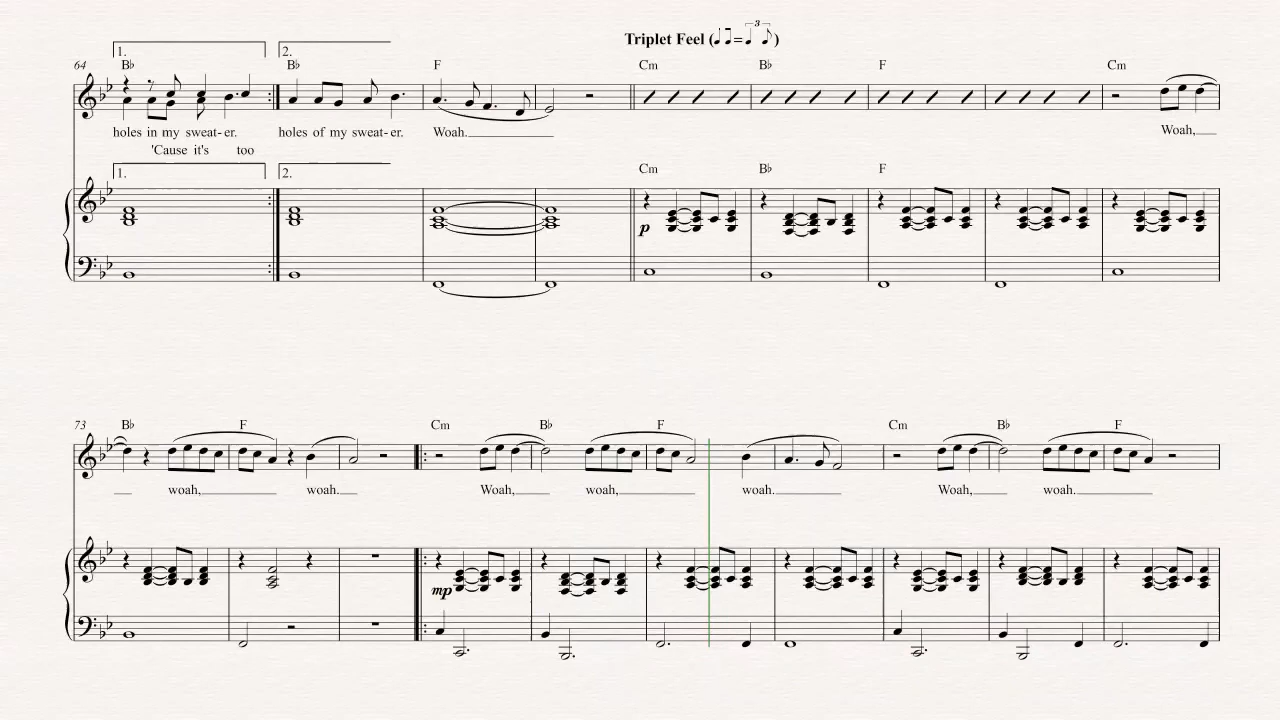 Triplet Feel (♩♫=♩♪)
3
1. 2.
64 B♭ B♭ F Cm B♭ F Cm
holes in my sweat-er. holes of my sweat-er. Woah. Woah,
'Cause it's too
1. 2. Cm B♭ F
p
73 B♭ F Cm B♭ F Cm B♭ F
woah, woah. Woah, woah, woah. Woah, woah.
mp